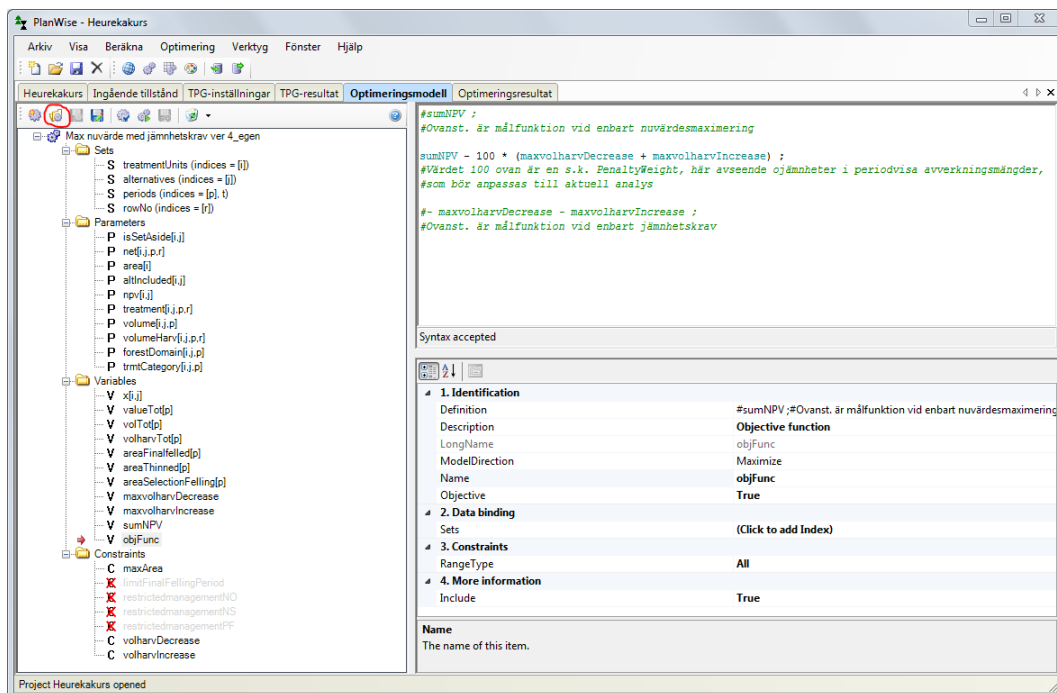 PlanWise - Heurekakurs
Arkiv Visa Beräkna Optimering Verktyg Fönster Hjälp
Heurekakurs Ingående tillstånd TPG-inställningar TPG-resultat Optimeringsmodell Optimeringsresultat
Max nuvärde med jämnhetskrav ver 4_egen
Sets
S treatmentUnits (indices = [i])
S alternatives (indices = [j])
S periods (indices = [p], t)
S rowNo (indices = [r])
Parameters
P isSetAside[i,j]
P net[i,j,p,r]
P area[i]
P altIncluded[i,j]
P npv[i,j]
P treatment[i,j,p,r]
P volume[i,j,p]
P volumeHarv[i,j,p,r]
P forestDomain[i,j,p]
P trmtCategory[i,j,p]
Variables
V x[i,j]
V valueTot[p]
V volTot[p]
V volharvTot[p]
V areaFinalfelled[p]
V areaThinned[p]
V areaSelectionFelling[p]
V maxvolharvDecrease
V maxvolharvIncrease
V sumNPV
V objFunc
Constraints
C maxArea
C limitFinalFellingPeriod
C restrictedmanagementNO
C restrictedmanagementNS
C restrictedmanagementPF
C volharvDecrease
C volharvIncrease
#sumNPV ;
#Ovanst. är målfunktion vid enbart nuvärdesmaximering
sumNPV - 100 * (maxvolharvDecrease + maxvolharvIncrease) ;
#Värdet 100 ovan är en s.k. PenaltyWeight, här avseende ojämnheter i periodvisa avverkningsmängder,
#som bör anpassas till aktuell analys
#- maxvolharvDecrease - maxvolharvIncrease ;
#Ovanst. är målfunktion vid enbart jämnhetskrav
Syntax accepted
1. Identification
Definition #sumNPV ;#Ovanst. är målfunktion vid enbart nuvärdesmaximering
Description Objective function
LongName objFunc
ModelDirection Maximize
Name objFunc
Objective True
2. Data binding
Sets (Click to add Index)
3. Constraints
RangeType All
4. More information
Include True
Name
The name of this item.
Project Heurekakurs opened